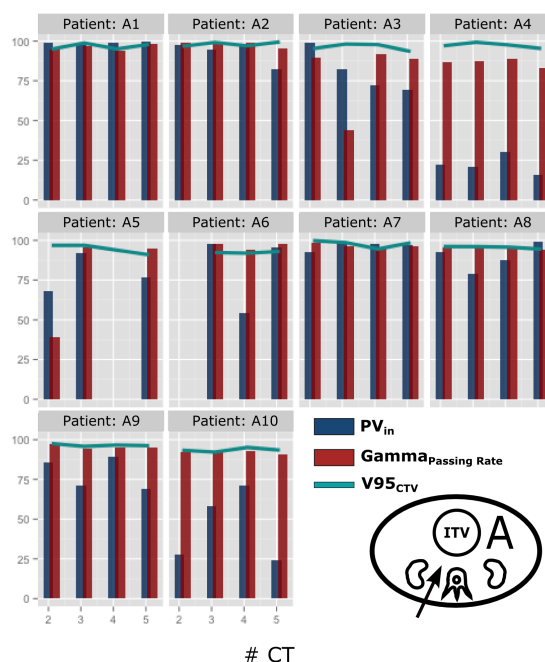 Patient: A1 Patient: A2 Patient: A3 Patient: A4
100
75
50
25
0
Patient: A5 Patient: A6 Patient: A7 Patient: A8
100
75
50
25
0
Patient: A9 Patient: A10
100
75
50
25
0
2 3 4 5 2 3 4 5
# CT
PVin
GammaPassing Rate
V95CTV
ITV A